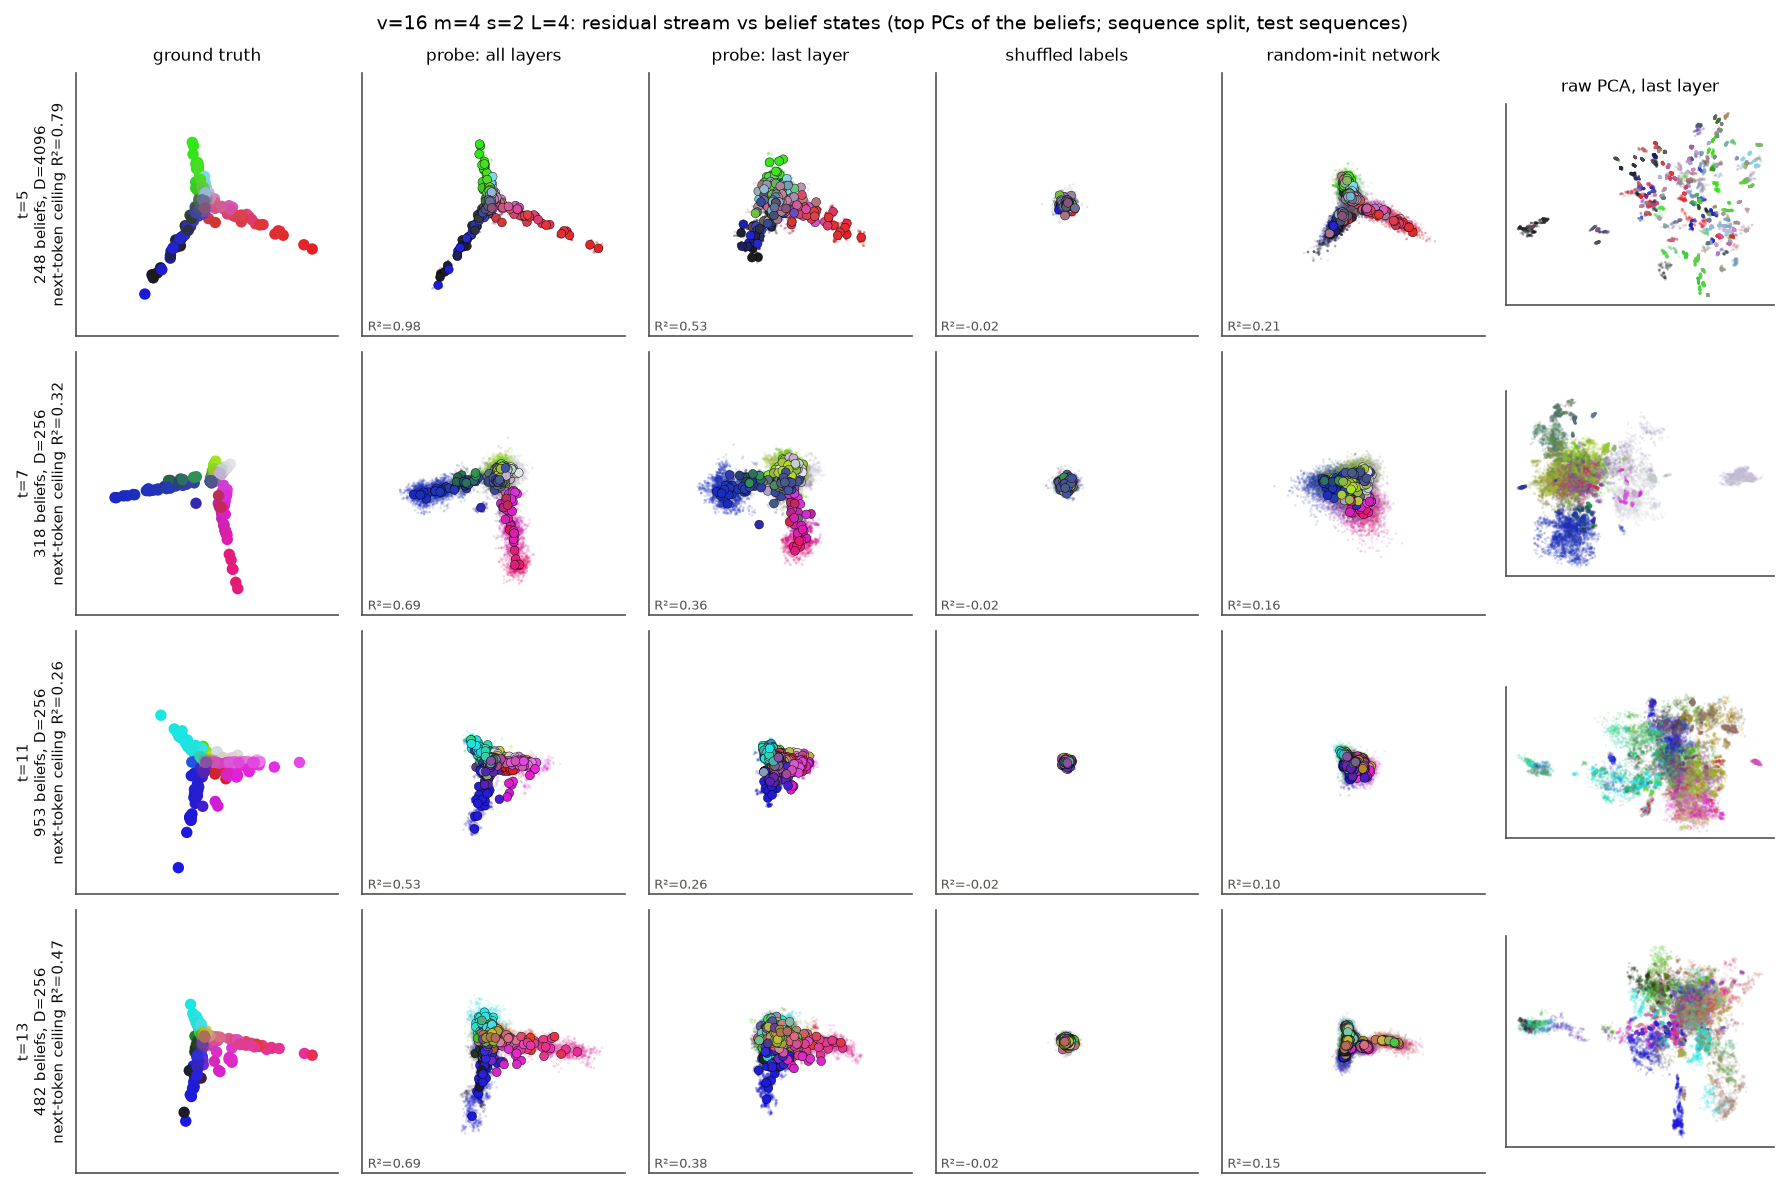 v=16 m=4 s=2 L=4: residual stream vs belief states (top PCs of the beliefs; sequence split, test sequences)
ground truth
probe: all layers
probe: last layer
shuffled labels
random-init network
raw PCA, last layer
t=5
248 beliefs, D=4096
next-token ceiling R²=0.79
R²=0.98
R²=0.53
R²=-0.02
R²=0.21
t=7
318 beliefs, D=256
next-token ceiling R²=0.32
R²=0.69
R²=0.36
R²=-0.02
R²=0.16
t=11
953 beliefs, D=256
next-token ceiling R²=0.26
R²=0.53
R²=0.26
R²=-0.02
R²=0.10
t=13
482 beliefs, D=256
next-token ceiling R²=0.47
R²=0.69
R²=0.38
R²=-0.02
R²=0.15